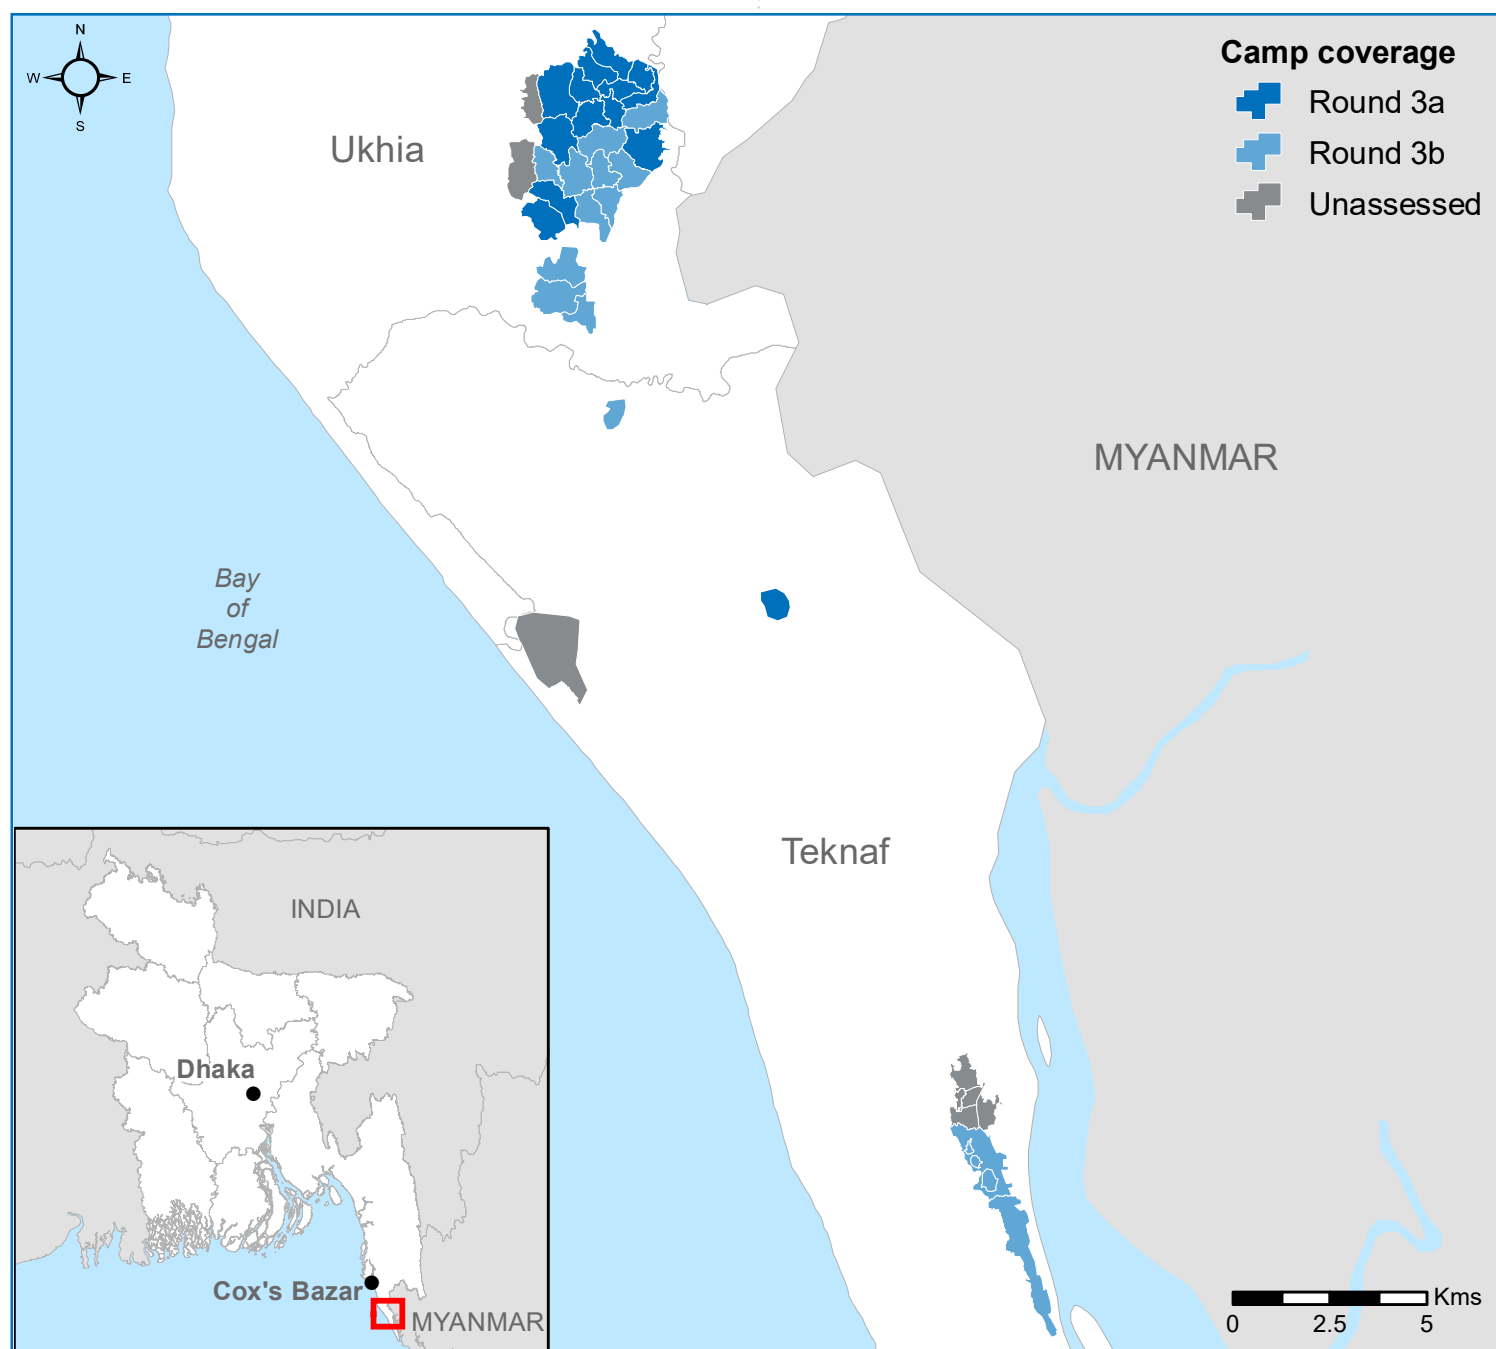 N
W
E
S
Camp coverage
Round 3a
Round 3b
Unassessed
Ukhia
MYANMAR
Bay
of
Bengal
Teknaf
INDIA
Dhaka
Cox's Bazar
MYANMAR
Kms
0 2.5 5